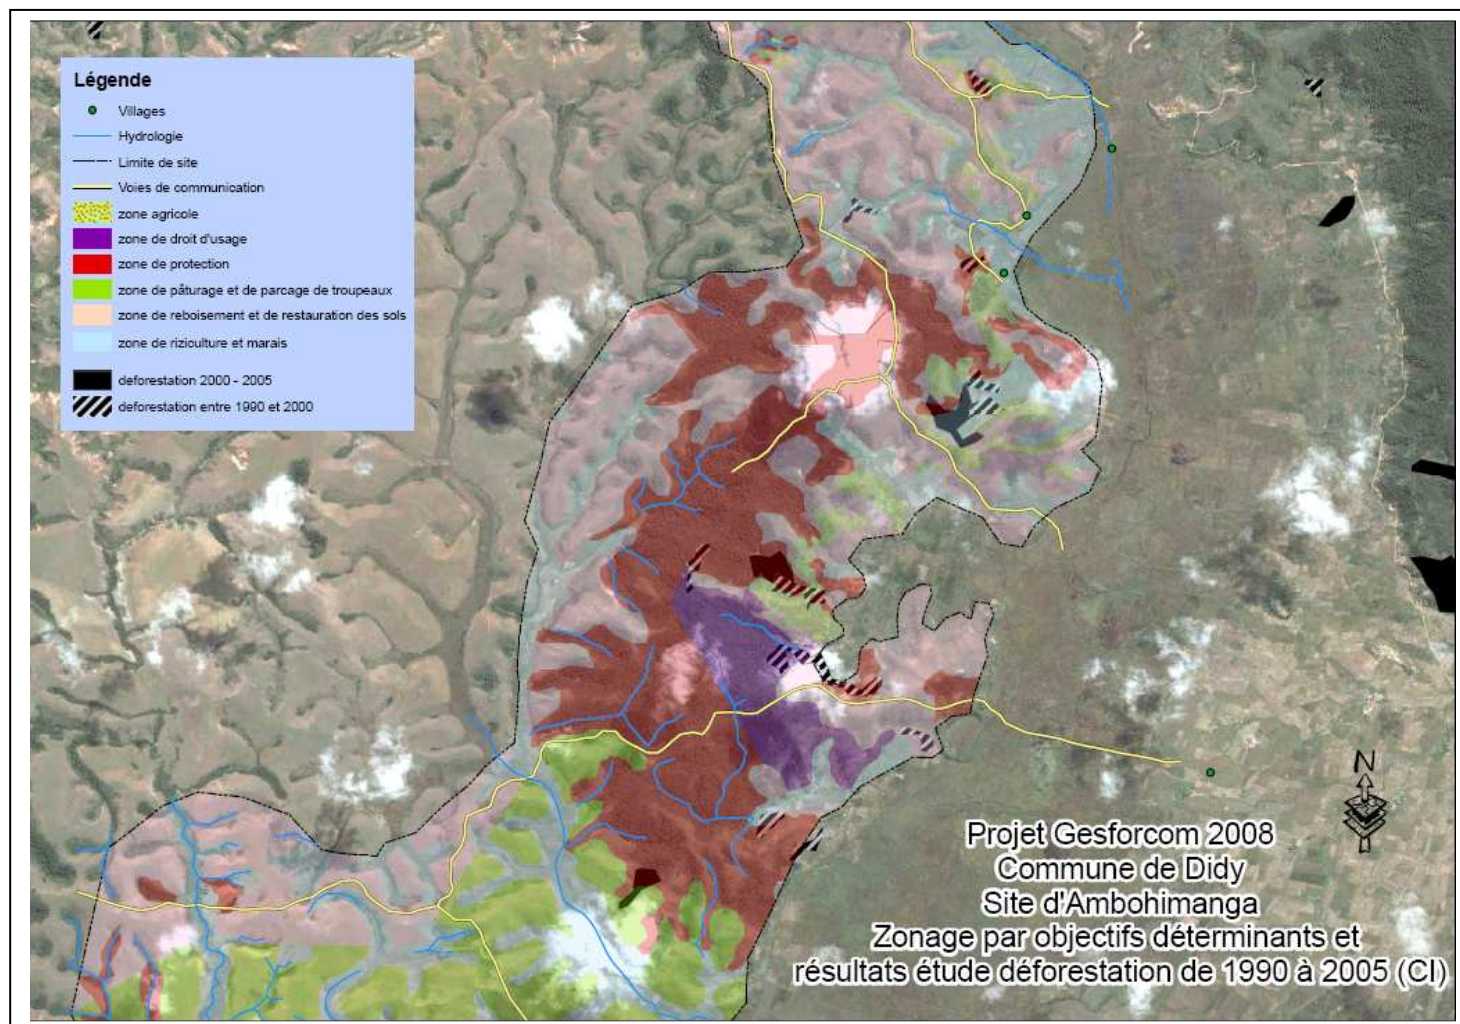 Légende
Villages
Hydrologie
Limite de site
Voies de communication
zone agricole
zone de droit d'usage
zone de protection
zone de pâturage et de parcage de troupeaux
zone de reboisement et de restauration des sols
zone de riziculture et marais
deforestation 2000 - 2005
deforestation entre 1990 et 2000
N
Projet Gesforcom 2008
Commune de Didy
Site d'Ambohimanga
Zonage par objectifs déterminants et
résultats étude déforestation de 1990 à 2005 (CI)